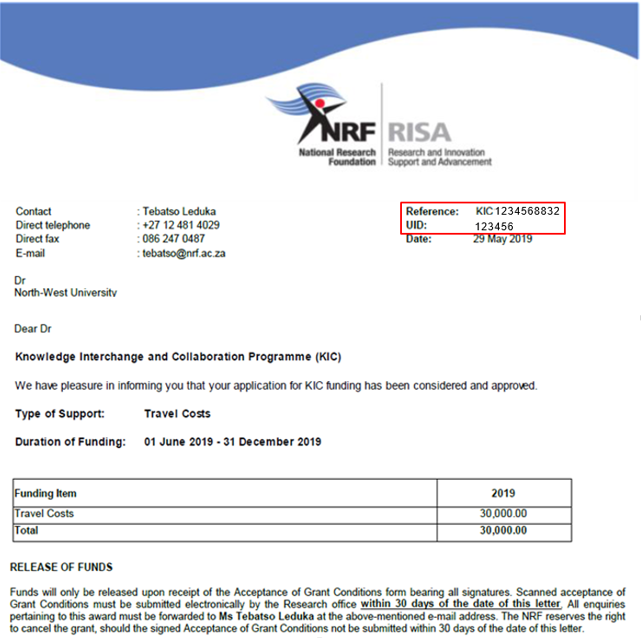 NRF RISA
National Research Foundation
Research and Innovation Support and Advancement
Contact : Tebatso Leduka
Direct telephone : +27 12 481 4029
Direct fax : 086 247 0487
E-mail : tebatso@nrf.ac.za
Reference: KIC 1234568832
UID: 123456
Date: 29 May 2019
Dr
North-West University
Dear Dr
Knowledge Interchange and Collaboration Programme (KIC)
We have pleasure in informing you that your application for KIC funding has been considered and approved.
Type of Support: Travel Costs
Duration of Funding: 01 June 2019 - 31 December 2019
Funding Item 2019
Travel Costs 30,000.00
Total 30,000.00
RELEASE OF FUNDS
Funds will only be released upon receipt of the Acceptance of Grant Conditions form bearing all signatures. Scanned acceptance of
Grant Conditions must be submitted electronically by the Research office within 30 days of the date of this letter. All enquiries
pertaining to this award must be forwarded to Ms Tebatso Leduka at the above-mentioned e-mail address. The NRF reserves the right
to cancel the grant, should the signed Acceptance of Grant Conditions not be submitted within 30 days of the date of this letter.